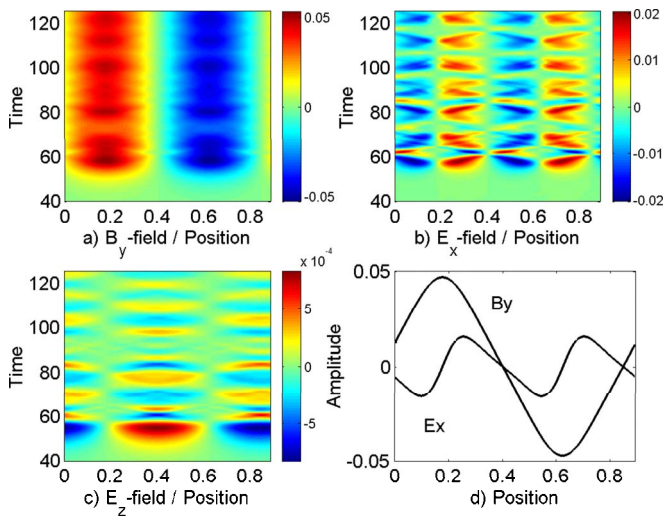 0.05
0
-0.05
120
100
80
60
40
Time
0 0.2 0.4 0.6 0.8
a) By-field / Position
0.02
0.01
0
-0.01
-0.02
120
100
80
60
40
Time
0 0.2 0.4 0.6 0.8
b) Ex-field / Position
x 10-4
5
0
-5
120
100
80
60
40
Time
0 0.2 0.4 0.6 0.8
c) Ez-field / Position
0.05
0
-0.05
Amplitude
By
Ex
0 0.2 0.4 0.6 0.8
d) Position